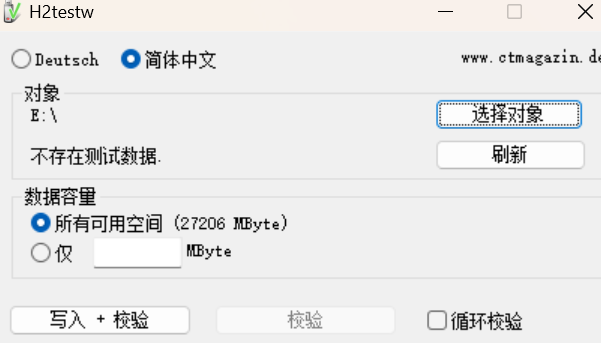 H2testw
Deutsch 简体中文 www.ctmagazin.de
对象
E:\ 选择对象
不存在测试数据. 刷新
数据容量
所有可用空间 (27206 MByte)
仅 MByte
写入 + 校验 校验 循环校验